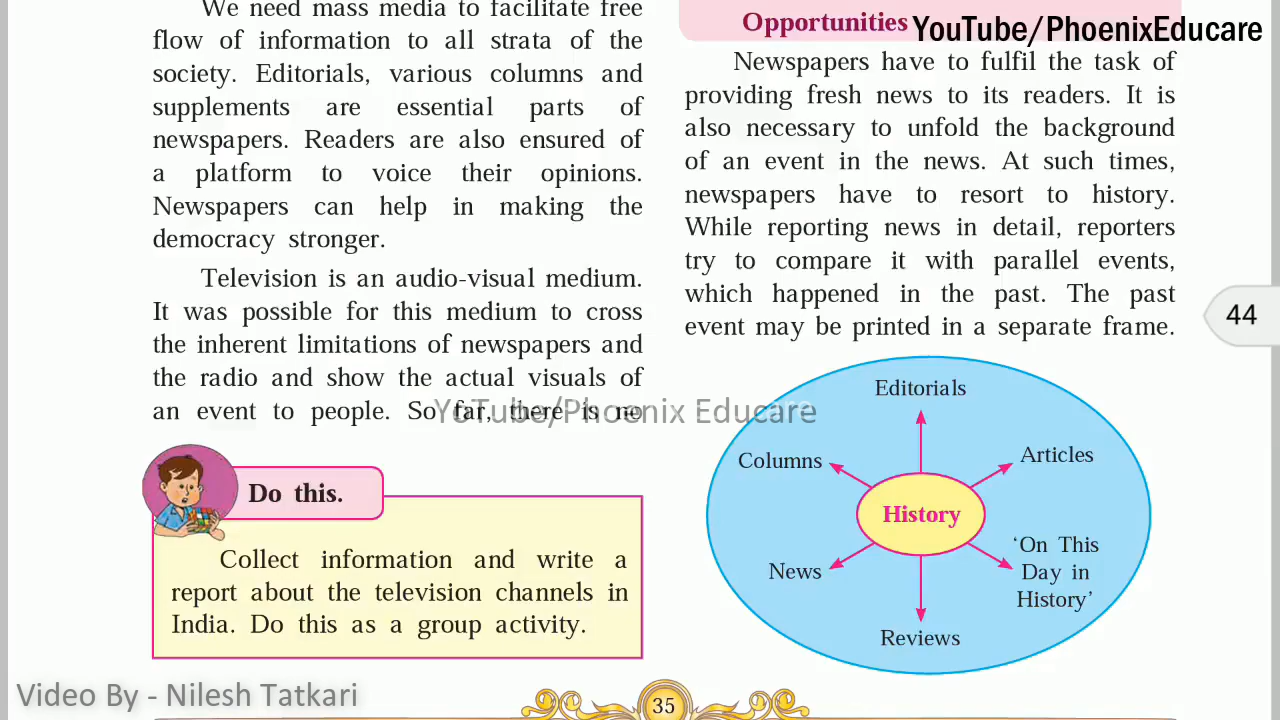 We need mass media to facilitate free
flow of information to all strata of the
society. Editorials, various columns and
supplements are essential parts of
newspapers. Readers are also ensured of
a platform to voice their opinions.
Newspapers can help in making the
democracy stronger.
Television is an audio-visual medium.
It was possible for this medium to cross
the inherent limitations of newspapers and
the radio and show the actual visuals of
an event to people. So far, there is no
YoTube/Phoenix Educare
Do this.
Collect information and write a
report about the television channels in
India. Do this as a group activity.
Opportunities
YouTube/PhoenixEducare
Newspapers have to fulfil the task of
providing fresh news to its readers. It is
also necessary to unfold the background
of an event in the news. At such times,
newspapers have to resort to history.
While reporting news in detail, reporters
try to compare it with parallel events,
which happened in the past. The past
event may be printed in a separate frame.
44
Editorials
Columns
Articles
History
News
‘On This
Day in
History’
Reviews
Video By - Nilesh Tatkari
35